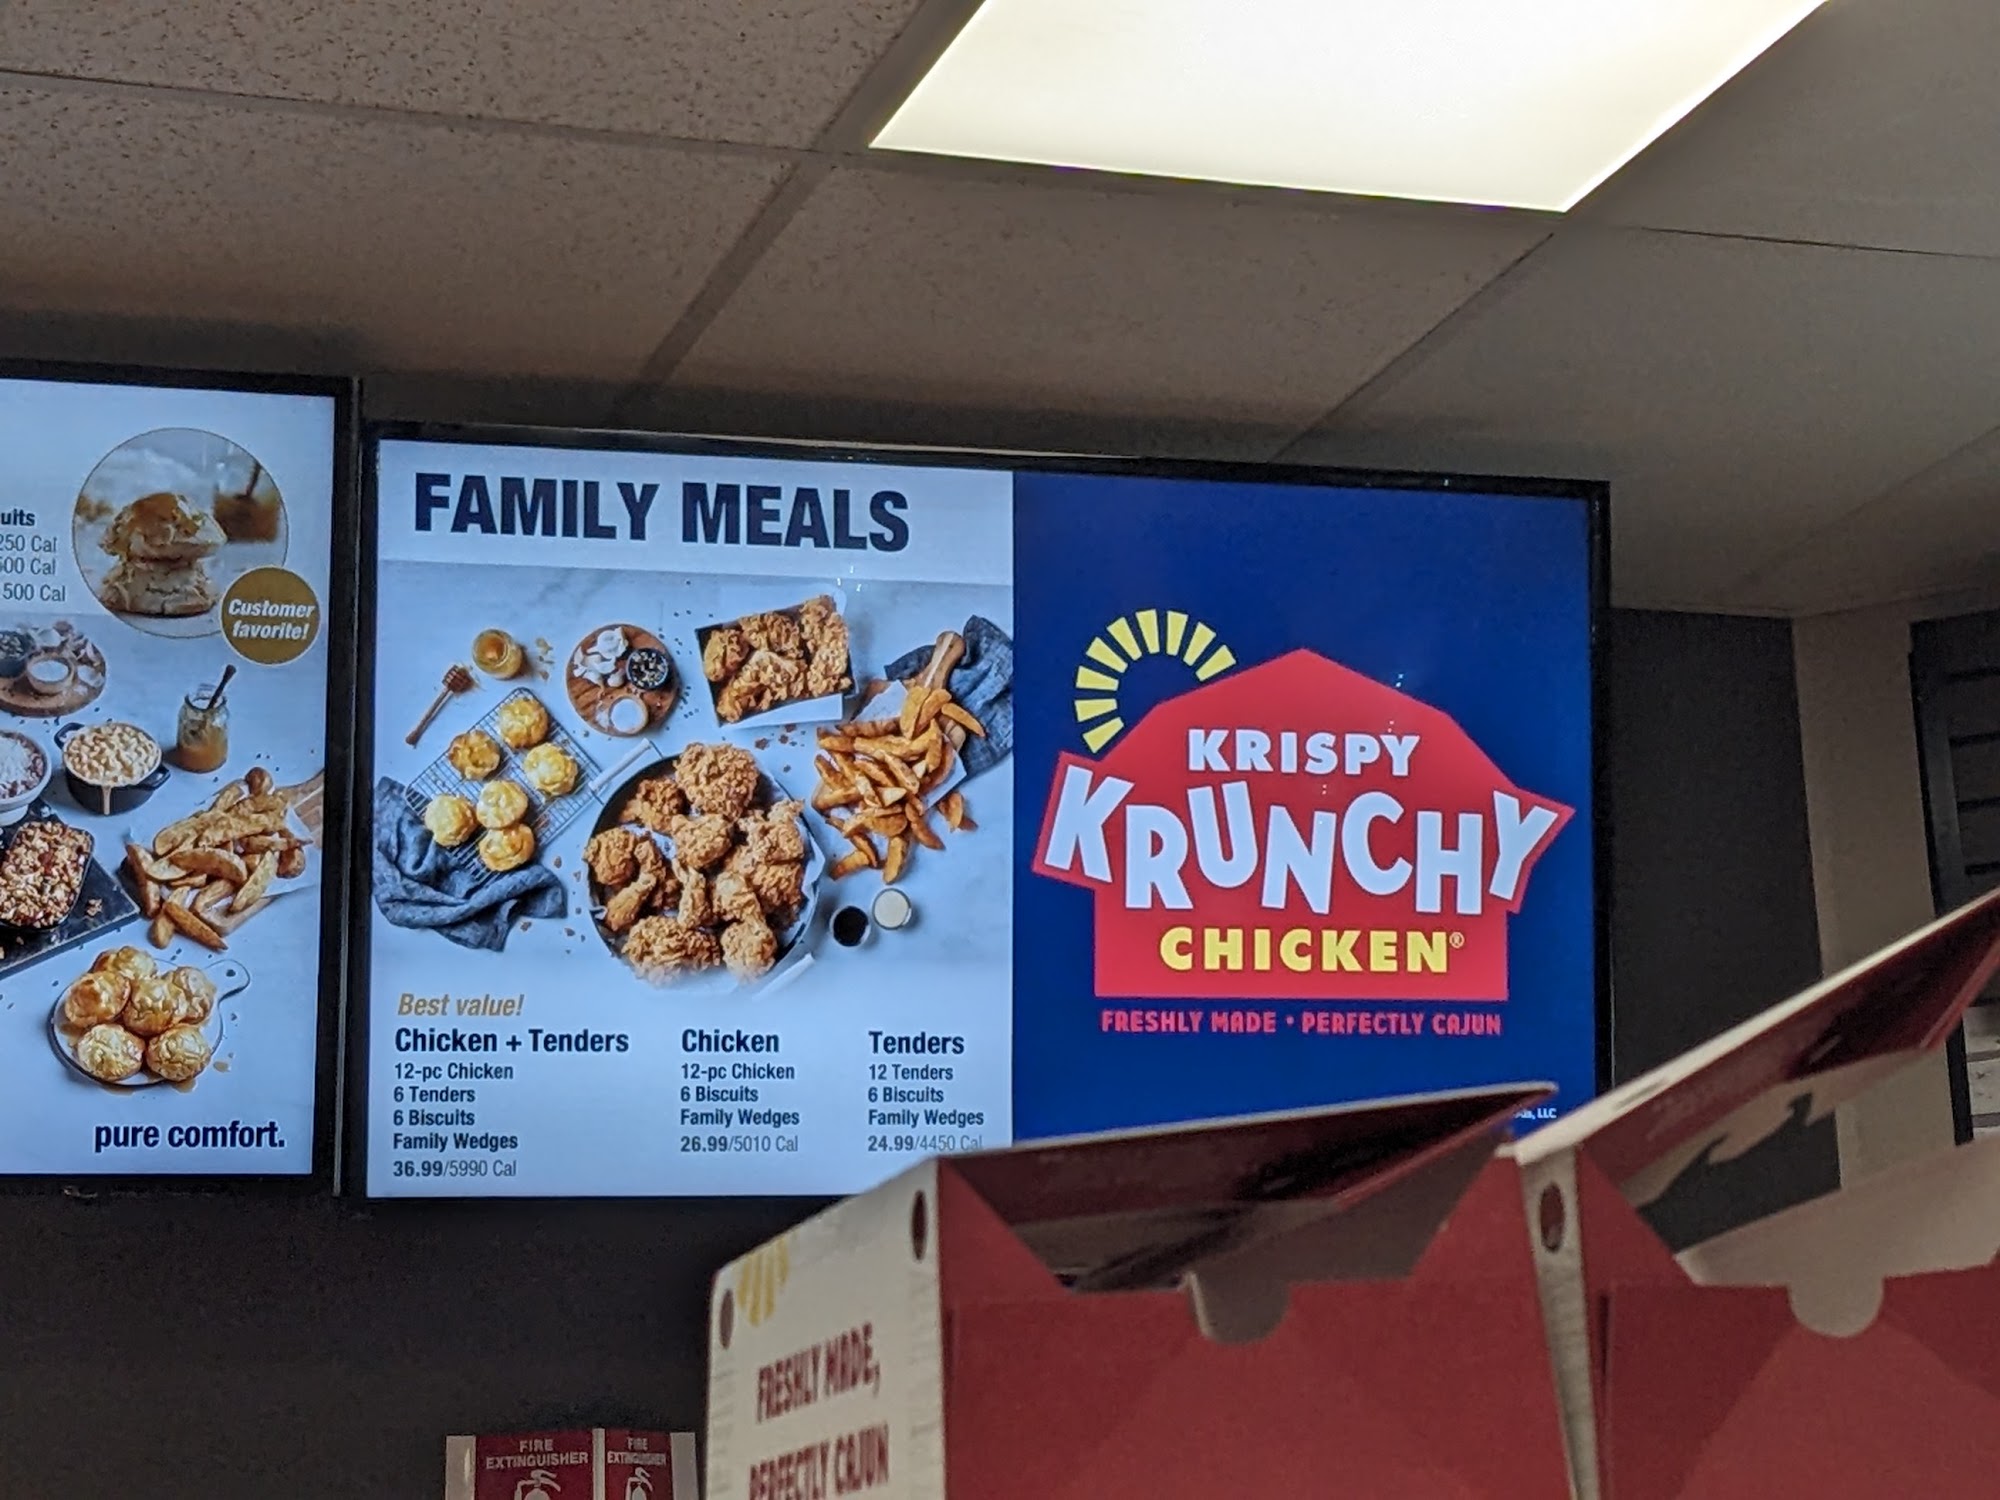 uits
250 Cal
500 Cal
500 Cal
Customer
favorite!
pure comfort.
FAMILY MEALS
Best value!
Chicken + Tenders
12-pc Chicken
6 Tenders
6 Biscuits
Family Wedges
36.99/5990 Cal
Chicken
12-pc Chicken
6 Biscuits
Family Wedges
26.99/5010 Cal
Tenders
12 Tenders
6 Biscuits
Family Wedges
24.99/4450 Cal
KRISPY
KRUNCHY
CHICKEN®
FRESHLY MADE • PERFECTLY CAJUN
LLC
FRESHLY MADE,
PERFECTLY CAJUN
FIRE
EXTINGUISHER
FIRE
EXTINGUISHER